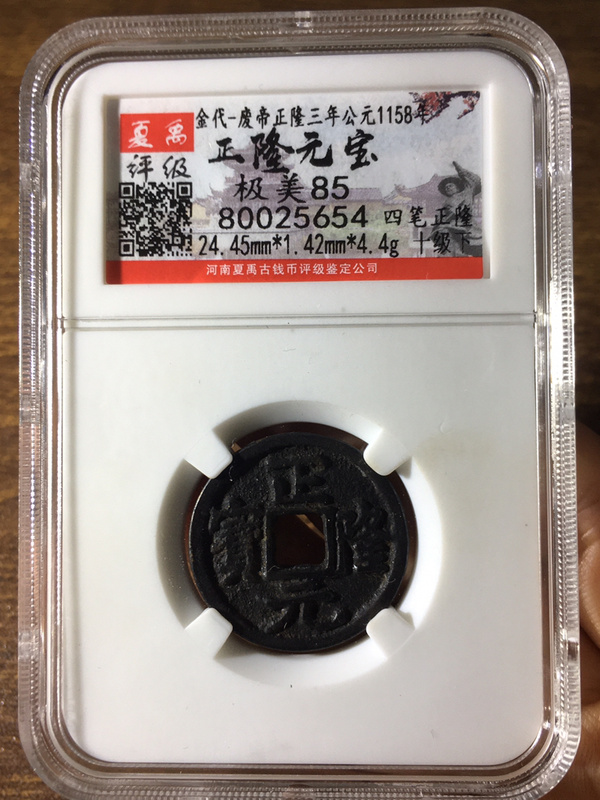 夏禹
评级
金代-廢帝正隆三年公元1158年
正隆元宝
极美85
80025654 四笔正隆
24.45mm*1.42mm*4.4g 十级下
河南夏禹古钱币评级鉴定公司
正隆元寳